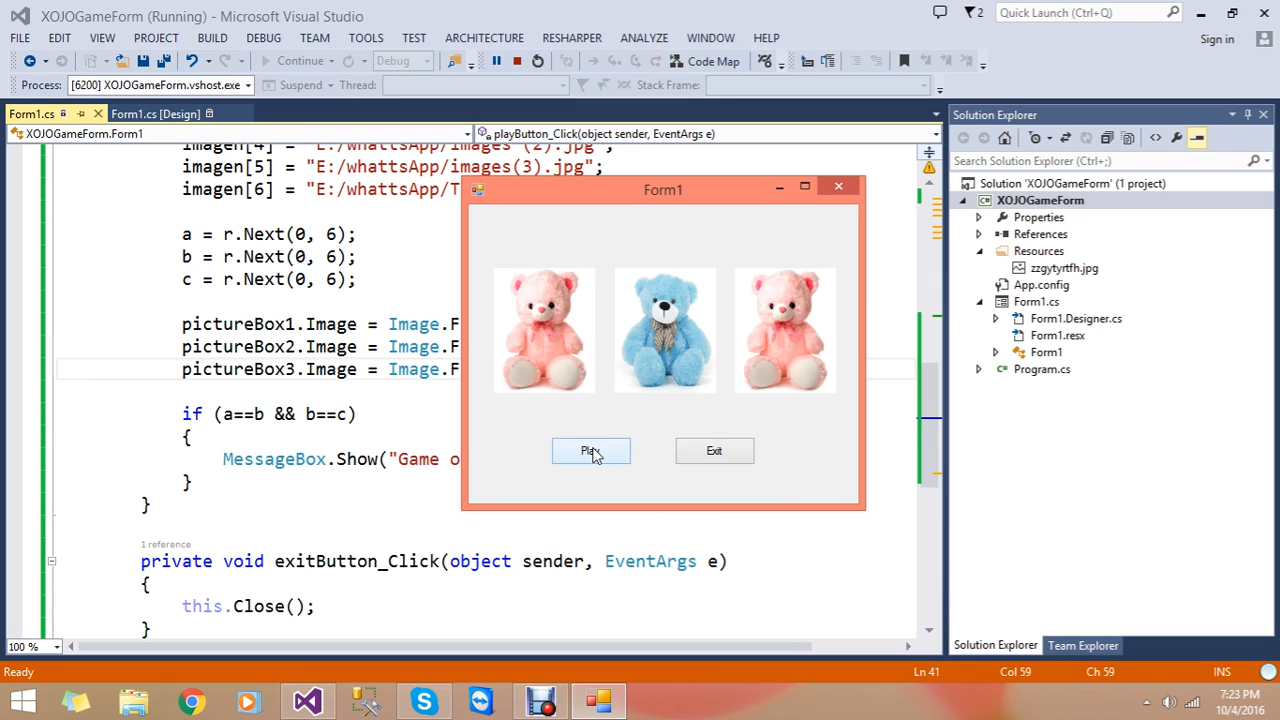 XOJOGameForm (Running) - Microsoft Visual Studio
2
Quick Launch (Ctrl+Q)
FILE EDIT VIEW PROJECT BUILD DEBUG TEAM TOOLS TEST ARCHITECTURE RESHARPER ANALYZE WINDOW HELP
Sign in
Continue Debug Code Map
Process: [6200] XOJOGameForm.vshost.exe Suspend Thread: Stack Frame:
Form1.cs Form1.cs [Design]
XOJOGameForm.Form1 playButton_Click(object sender, EventArgs e)
imagen[4] = "E:/whattsApp/images (2).jpg";
imagen[5] = "E:/whattsApp/images(3).jpg";
imagen[6] = "E:/whattsApp/T
a = r.Next(0, 6);
b = r.Next(0, 6);
c = r.Next(0, 6);
pictureBox1.Image = Image.F
pictureBox2.Image = Image.F
pictureBox3.Image = Image.F
if (a==b && b==c)
{
MessageBox.Show("Game o
}
}
1 reference
private void exitButton_Click(object sender, EventArgs e)
{
this.Close();
}
Form1
Play
Exit
Solution Explorer
Search Solution Explorer (Ctrl+;)
Solution 'XOJOGameForm' (1 project)
XOJOGameForm
Properties
References
Resources
zzgytyrtfh.jpg
App.config
Form1.cs
Form1.Designer.cs
Form1.resx
Form1
Program.cs
100 %
Solution Explorer Team Explorer
Ready Ln 41 Col 59 Ch 59 INS
7:23 PM
10/4/2016